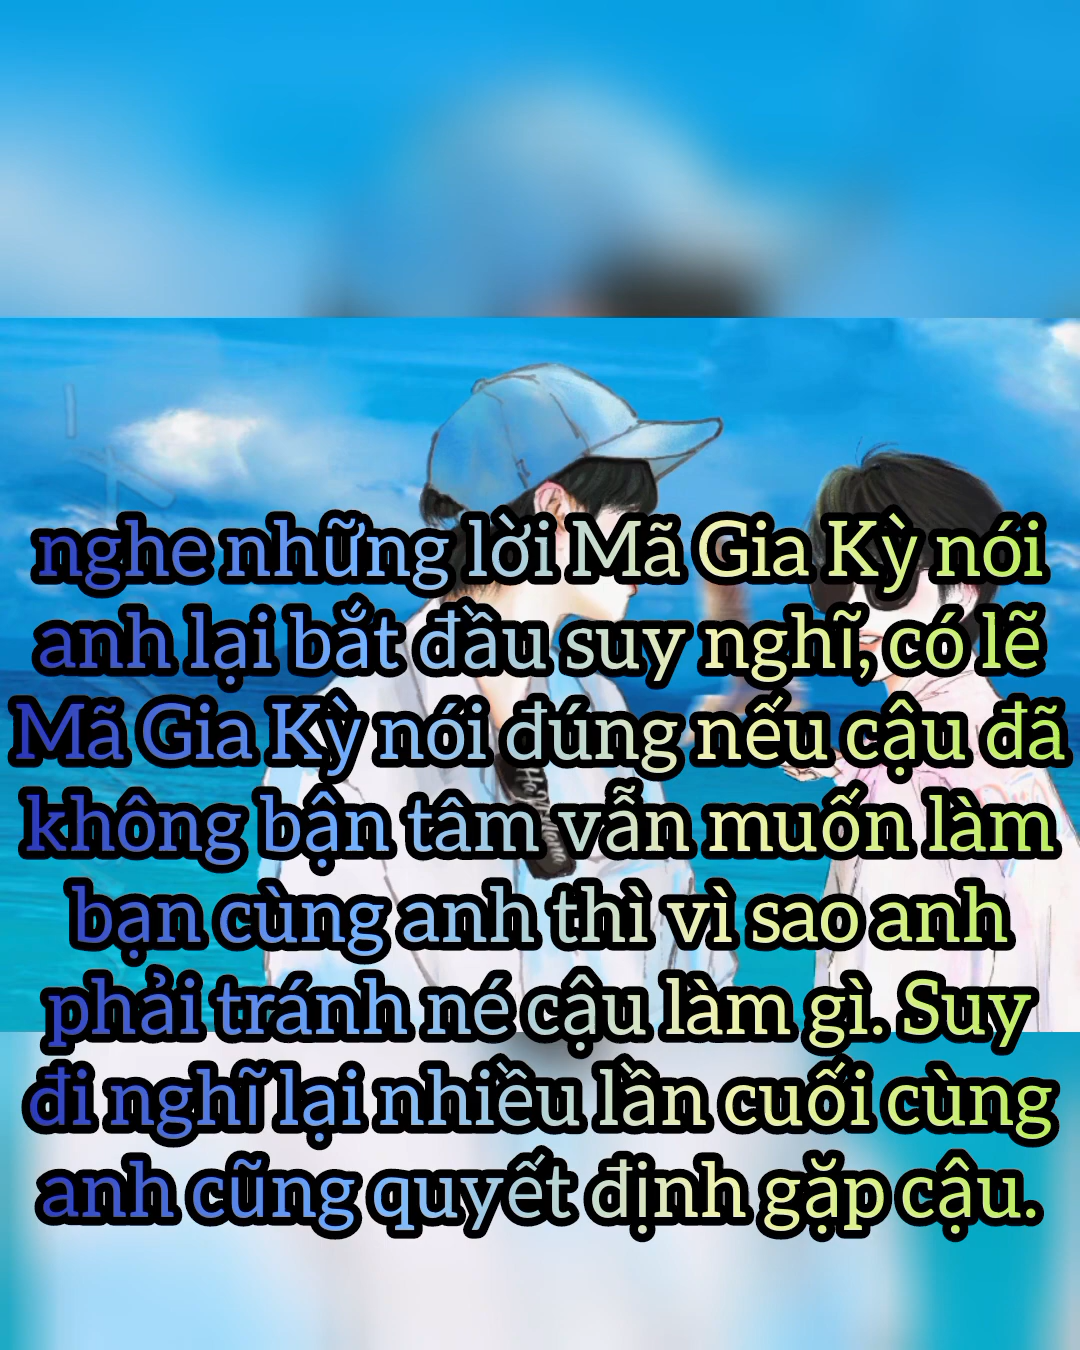 nghe những lời Mã Gia Kỳ nói
anh lại bắt đầu suy nghĩ, có lẽ
Mã Gia Kỳ nói đúng nếu cậu đã
không bận tâm vẫn muốn làm
bạn cùng anh thì vì sao anh
phải tránh né cậu làm gì. Suy
đi nghĩ lại nhiều lần cuối cùng
anh cũng quyết định gặp cậu.